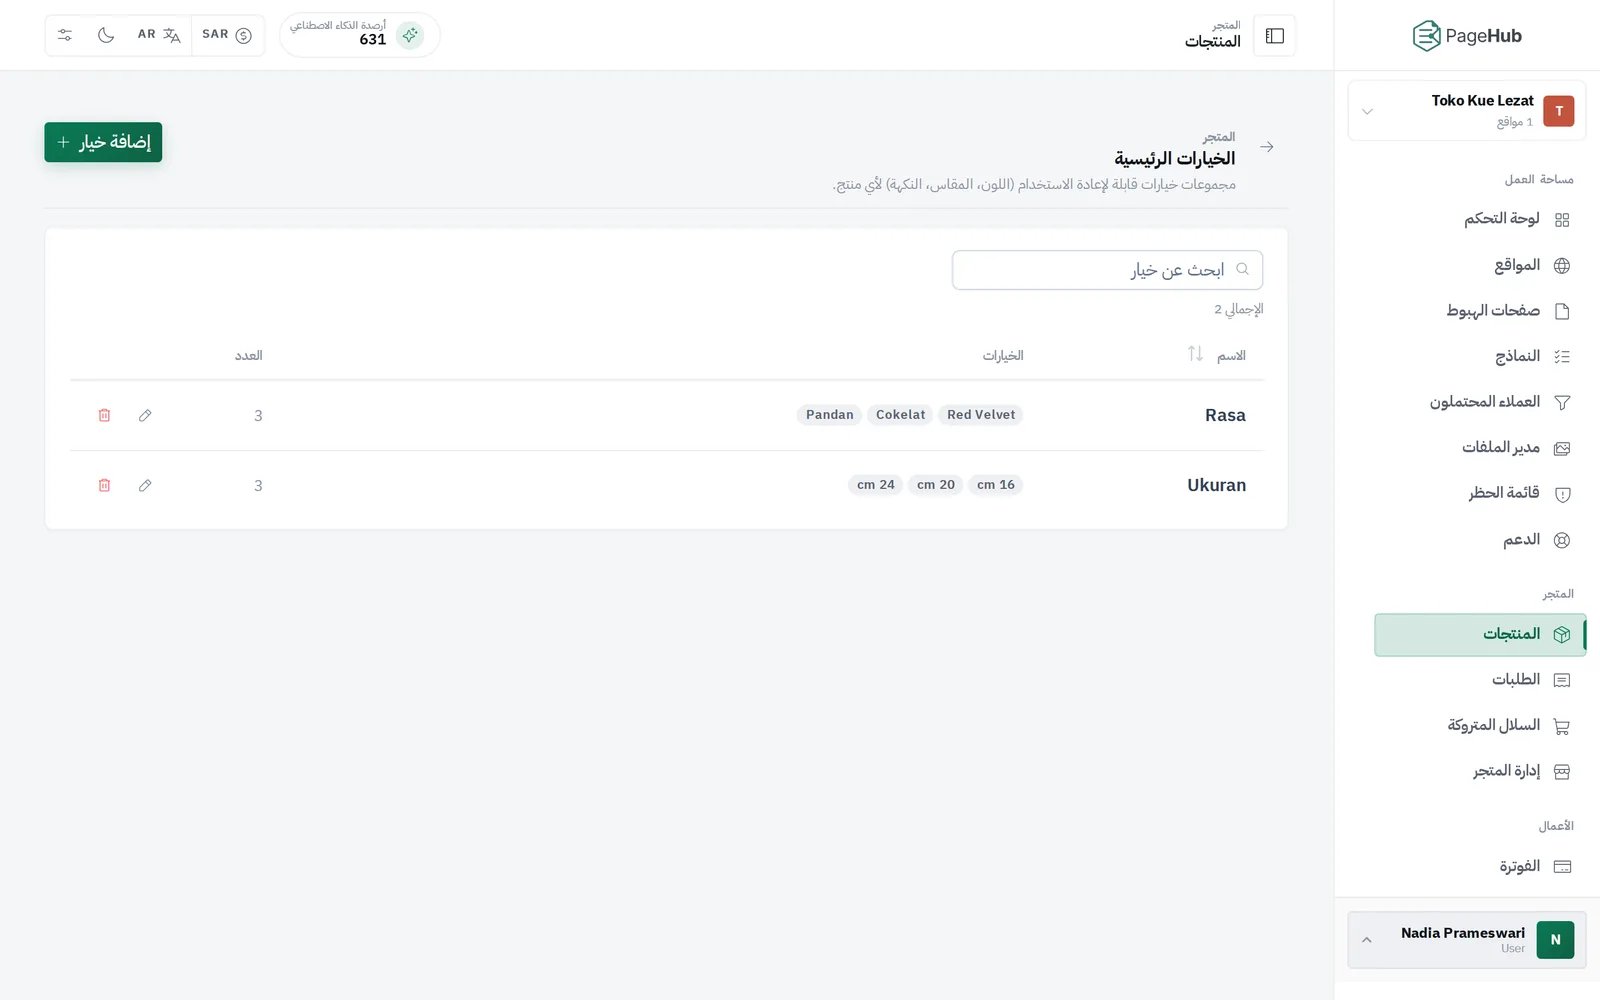 PageHub
Toko Kue Lezat
1 مواقع
T
مساحة العمل
لوحة التحكم
المواقع
صفحات الهبوط
النماذج
العملاء المحتملون
مدير الملفات
قائمة الحظر
الدعم
المتجر
المنتجات
الطلبات
السلال المتروكة
إدارة المتجر
الأعمال
الفوترة
Nadia Prameswari
User
N
المتجر
المنتجات
أرصدة الذكاء الاصطناعي
631
SAR
AR
المتجر
الخيارات الرئيسية
مجموعات خيارات قابلة لإعادة الاستخدام (اللون، المقاس، النكهة) لأي منتج.
إضافة خيار
ابحث عن خيار
الإجمالي 2
الاسم الخيارات العدد
Rasa Red Velvet Cokelat Pandan 3
Ukuran 16 cm 20 cm 24 cm 3